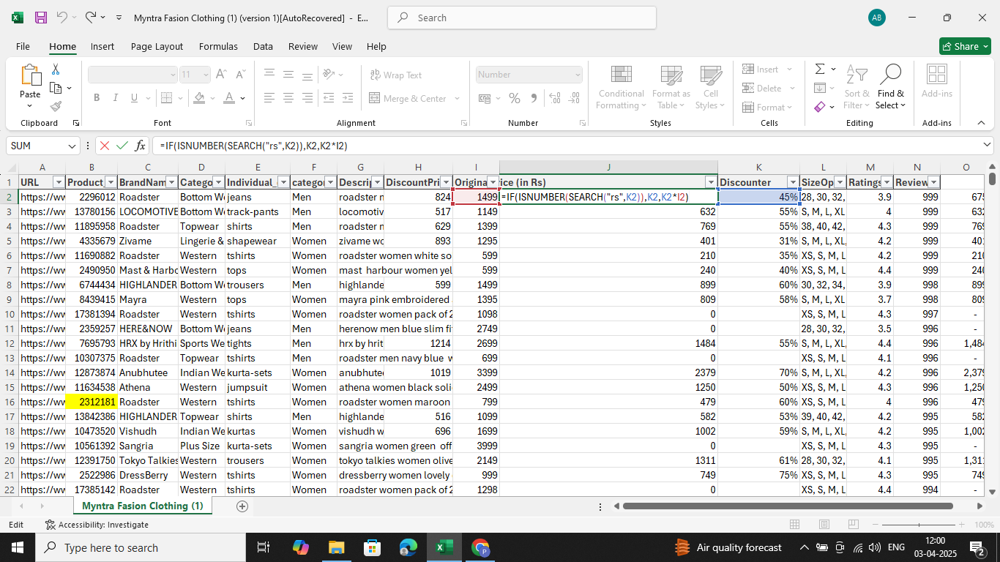 Myntra Fasion Clothing (1) (version 1)[AutoRecovered] - E...
Search
AB
File Home Insert Page Layout Formulas Data Review View Help
Share
Paste
11
Wrap Text
Merge & Center
Number
Conditional Formatting
Format as Table
Cell Styles
Insert
Delete
Format
Sort & Filter
Find & Select
Add-ins
Clipboard Font Alignment Number Styles Cells Editing Add-ins
SUM =IF(ISNUMBER(SEARCH("rs",K2)),K2,K2*I2)
A B C D E F G H I J K L M N O
1 URL Product_ BrandNam Catego Individual_ catego Descrip DiscountPri Origina ice (in Rs) Discounter SizeOp Ratings Review
2 https://ww 2296012 Roadster Bottom We jeans Men roadster m 824 1499 =IF(ISNUMBER(SEARCH("rs",K2)),K2,K2*I2) 45% 28, 30, 32, 3.9 999 675
3 https://ww 13780156 LOCOMOTIVE Bottom We track-pants Men locomotiv 517 1149 632 55% S, M, L, XL 4 999 632
4 https://ww 11895958 Roadster Topwear shirts Men roadster m 629 1399 769 55% 38, 40, 42, 4.3 999 769
5 https://ww 4335679 Zivame Lingerie & shapewear Women zivame wo 893 1295 401 31% S, M, L, XL, 4.2 999 401
6 https://ww 11690882 Roadster Western tshirts Women roadster women white so 599 210 35% XS, S, M, L 4.2 999 210
7 https://ww 2490950 Mast & Harbo Western tops Women mast harbour women yel 599 240 40% XS, S, M, L 4.4 999 240
8 https://ww 6744434 HIGHLANDER Bottom We trousers Men highlande 599 1499 899 60% 30, 32, 34, 3.9 998 899
9 https://ww 8439415 Mayra Western tops Women mayra pink embroidered 1395 809 58% S, M, L, XL 3.7 998 809
10 https://ww 17381394 Roadster Western tshirts Women roadster women pack of 2 1098 0 XS, S, M, L 4.3 997 -
11 https://ww 2359257 HERE&NOW Bottom We jeans Men herenow men blue slim fi 2749 0 28, 30, 32, 3.5 996 -
12 https://ww 7695793 HRX by Hrithi Sports We tights Men hrx by hrit 1214 2699 1484 55% S, M, L, XL, 4.4 996 1,484
13 https://ww 10307375 Roadster Topwear tshirts Men roadster men navy blue w 699 0 XS, S, M, L 4.1 996 -
14 https://ww 12873874 Anubhutee Indian We kurta-sets Women anubhute 1019 3399 2379 70% S, M, L, XL, 4.2 996 2,379
15 https://ww 11634538 Athena Western jumpsuit Women athena women black soli 2499 1250 50% XS, S, M, L 4.3 996 1,250
16 https://ww 2312181 Roadster Western tshirts Women roadster women maroon 799 479 60% XS, S, M, L 4 996 479
17 https://ww 13842386 HIGHLANDER Topwear shirts Men highlande 516 1099 582 53% 39, 40, 42, 4.2 995 582
18 https://ww 10473520 Vishudh Indian We kurtas Women vishudh w 696 1699 1002 59% S, M, L, XL, 4.2 995 1,002
19 https://ww 10561392 Sangria Plus Size kurta-sets Women sangria women green off 3999 0 XS, S, M, L 4.3 995 -
20 https://ww 12391750 Tokyo Talkies Western trousers Women tokyo talkies women olive 2149 1311 61% 28, 30, 32, 4.1 995 1,311
21 https://ww 2522986 DressBerry Western tshirts Women dressberry women lovely 999 749 75% XS, S, M, L 4.3 995 749
22 https://ww 17385142 Roadster Western tshirts Women roadster women pack of 2 1298 0 XS, S, M, L 4.4 994 -
Myntra Fasion Clothing (1)
Edit Accessibility: Investigate 100%
Type here to search
Air quality forecast
ENG
12:00
03-04-2025
2